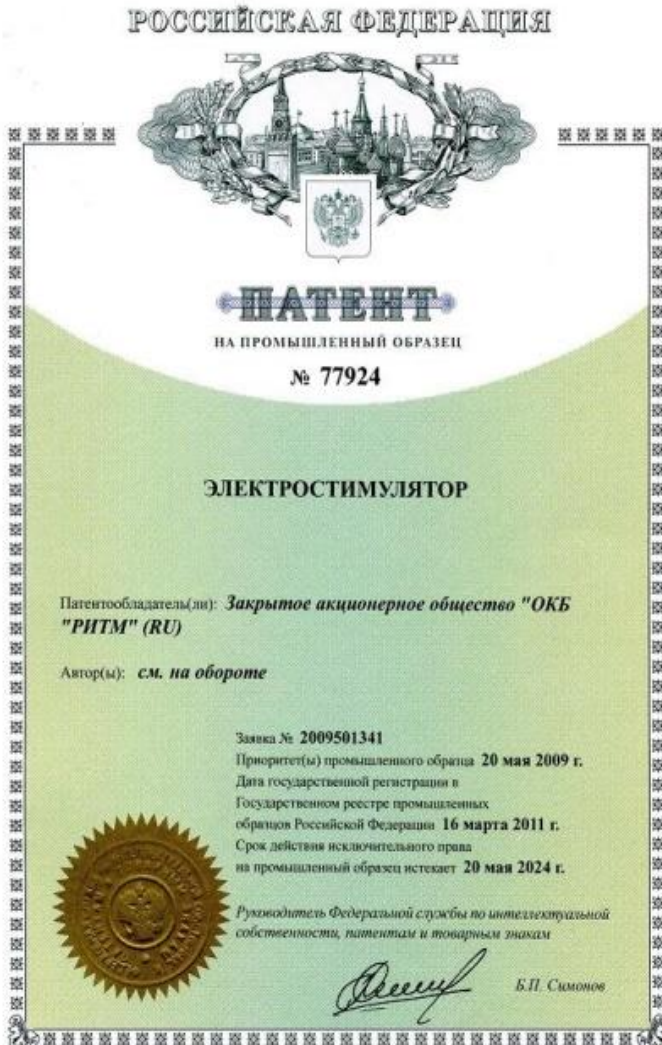 РОССИЙСКАЯ ФЕДЕРАЦИЯ
ПАТЕНТ
НА ПРОМЫШЛЕННЫЙ ОБРАЗЕЦ
№ 77924
ЭЛЕКТРОСТИМУЛЯТОР
Патентообладатель(ли): Закрытое акционерное общество "ОКБ
"РИТМ" (RU)
Автор(ы): см. на обороте
Заявка № 2009501341
Приоритет(ы) промышленного образца 20 мая 2009 г.
Дата государственной регистрации в
Государственном реестре промышленных
образцов Российской Федерации 16 марта 2011 г.
Срок действия исключительного права
на промышленный образец истекает 20 мая 2024 г.
Руководитель Федеральной службы по интеллектуальной
собственности, патентам и товарным знакам
Б.П. Симонов